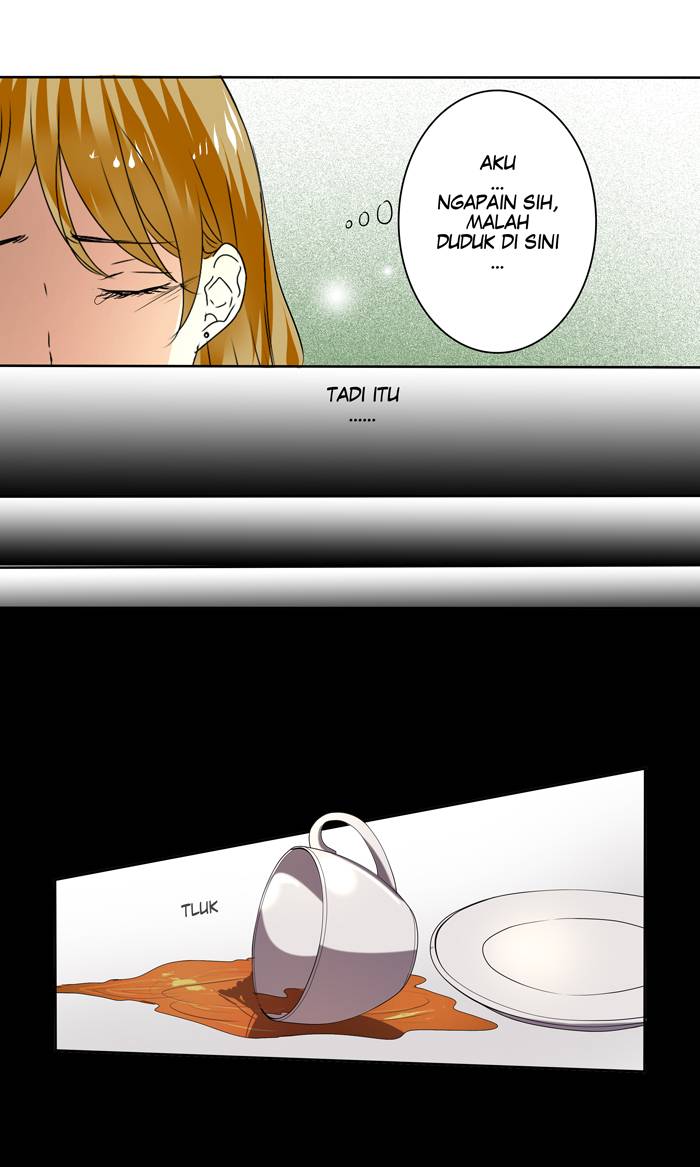 AKU
...
NGAPAIN SIH,
MALAH
DUDUK DI SINI
...
TADI ITU
......
TLUK